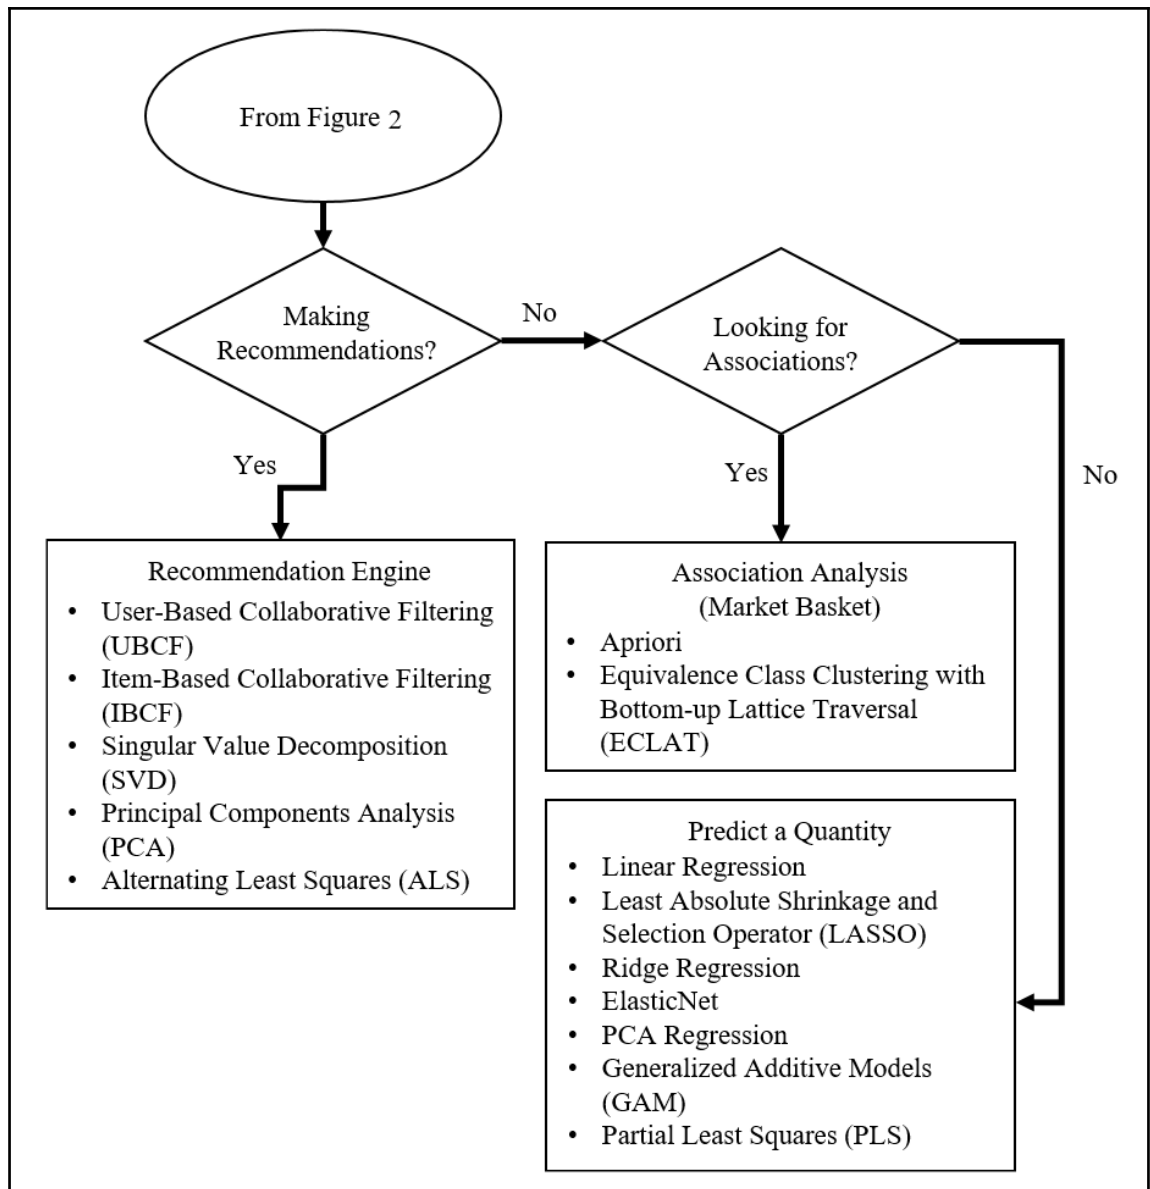 From Figure 2
Making
Recommendations?
No
Looking for
Associations?
Yes
Yes
No
Recommendation Engine
• User-Based Collaborative Filtering
(UBCF)
• Item-Based Collaborative Filtering
(IBCF)
• Singular Value Decomposition
(SVD)
• Principal Components Analysis
(PCA)
• Alternating Least Squares (ALS)
Association Analysis
(Market Basket)
• Apriori
• Equivalence Class Clustering with
Bottom-up Lattice Traversal
(ECLAT)
Predict a Quantity
• Linear Regression
• Least Absolute Shrinkage and
Selection Operator (LASSO)
• Ridge Regression
• ElasticNet
• PCA Regression
• Generalized Additive Models
(GAM)
• Partial Least Squares (PLS)